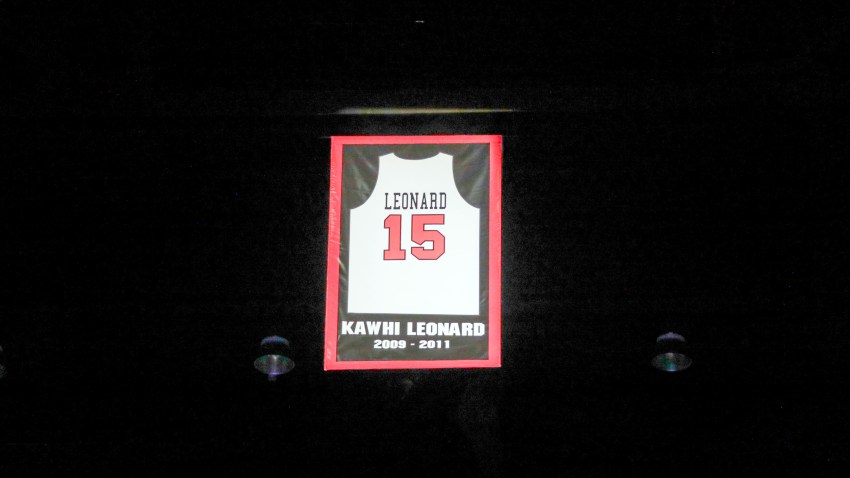 LEONARD
15
KAWHI LEONARD
2009 - 2011